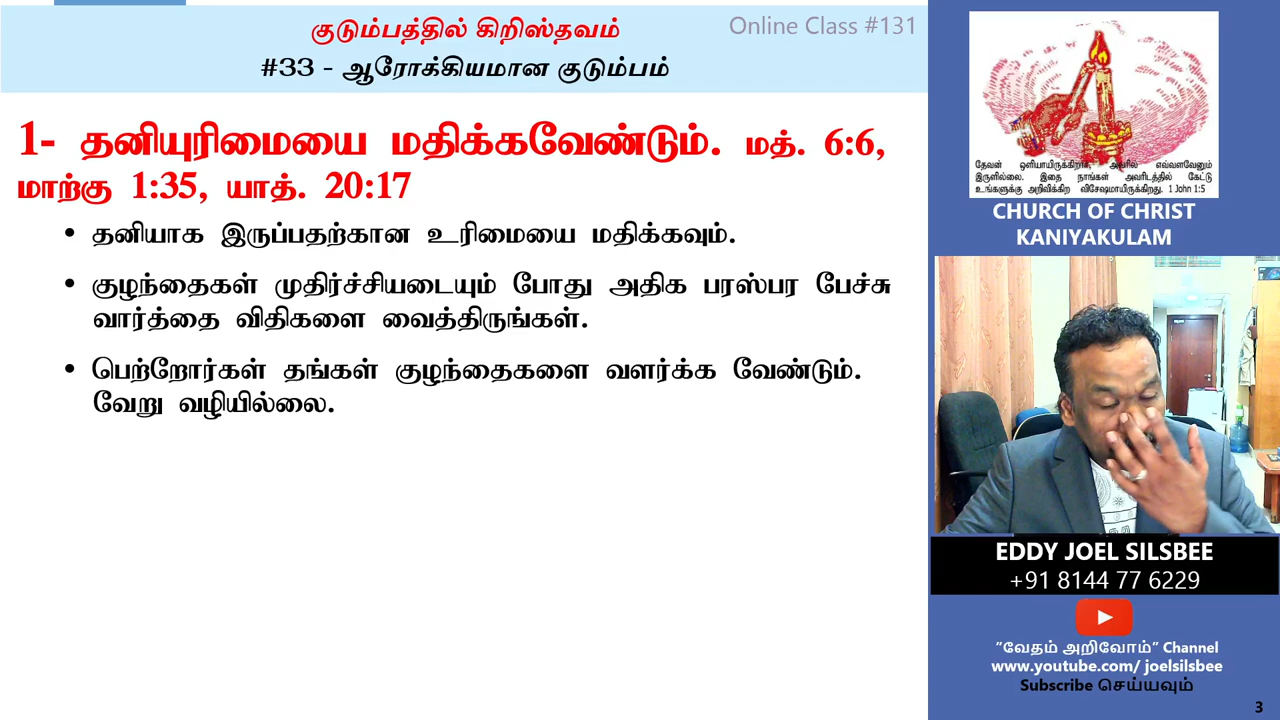 குடும்பத்தில் கிறிஸ்தவம்
Online Class #131
#33 - ஆரோக்கியமான குடும்பம்
1- தனியுரிமையை மதிக்கவேண்டும். மத். 6:6,
மாற்கு 1:35, யாத். 20:17
• தனியாக இருப்பதற்கான உரிமையை மதிக்கவும்.
• குழந்தைகள் முதிர்ச்சியடையும் போது அதிக பரஸ்பர பேச்சு
வார்த்தை விதிகளை வைத்திருங்கள்.
• பெற்றோர்கள் தங்கள் குழந்தைகளை வளர்க்க வேண்டும்.
வேறு வழியில்லை.
தேவன் ஒளியாயிருக்கிறார், அவரில் எவ்வளவேனும்
இருளில்லை. இதை நாங்கள் அவரிடத்தில் கேட்டு
உங்களுக்கு அறிவிக்கிற விசேஷமாயிருக்கிறது. 1 John 1:5
CHURCH OF CHRIST
KANIYAKULAM
EDDY JOEL SILSBEE
+91 8144 77 6229
"வேதம் அறிவோம்" Channel
www.youtube.com/ joelsilsbee
Subscribe செய்யவும்
3